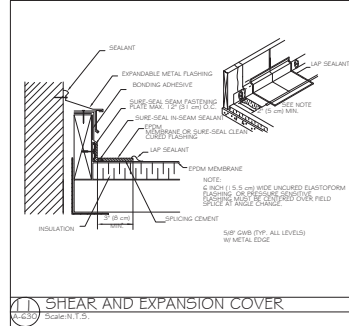 SEALANT
EXPANDABLE METAL FLASHING
BONDING ADHESIVE
SURE-SEAL SEAM FASTENING
PLATE MAX. 12" (31 cm) O.C.
SURE-SEAL IN-SEAM SEALANT
EPDM
MEMBRANE OR SURE-SEAL CLEAN
CURED FLASHING
LAP SEALANT
EPDM MEMBRANE
LAP SEALANT
SEE NOTE
2" (5 cm) MIN.
NOTE:
6 INCH (15.5 cm) WIDE UNCURED ELASTOFORM
FLASHING OR PRESSURE SENSITIVE
FLASHING MUST BE CENTERED OVER FIELD
SPLICE AT ANGLE CHANGE.
3" (8 cm)
MIN.
SPLICING CEMENT
INSULATION
5/8" GWB (TYP. ALL LEVELS)
W/ METAL EDGE
11 SHEAR AND EXPANSION COVER
A-630 Scale:N.T.S.